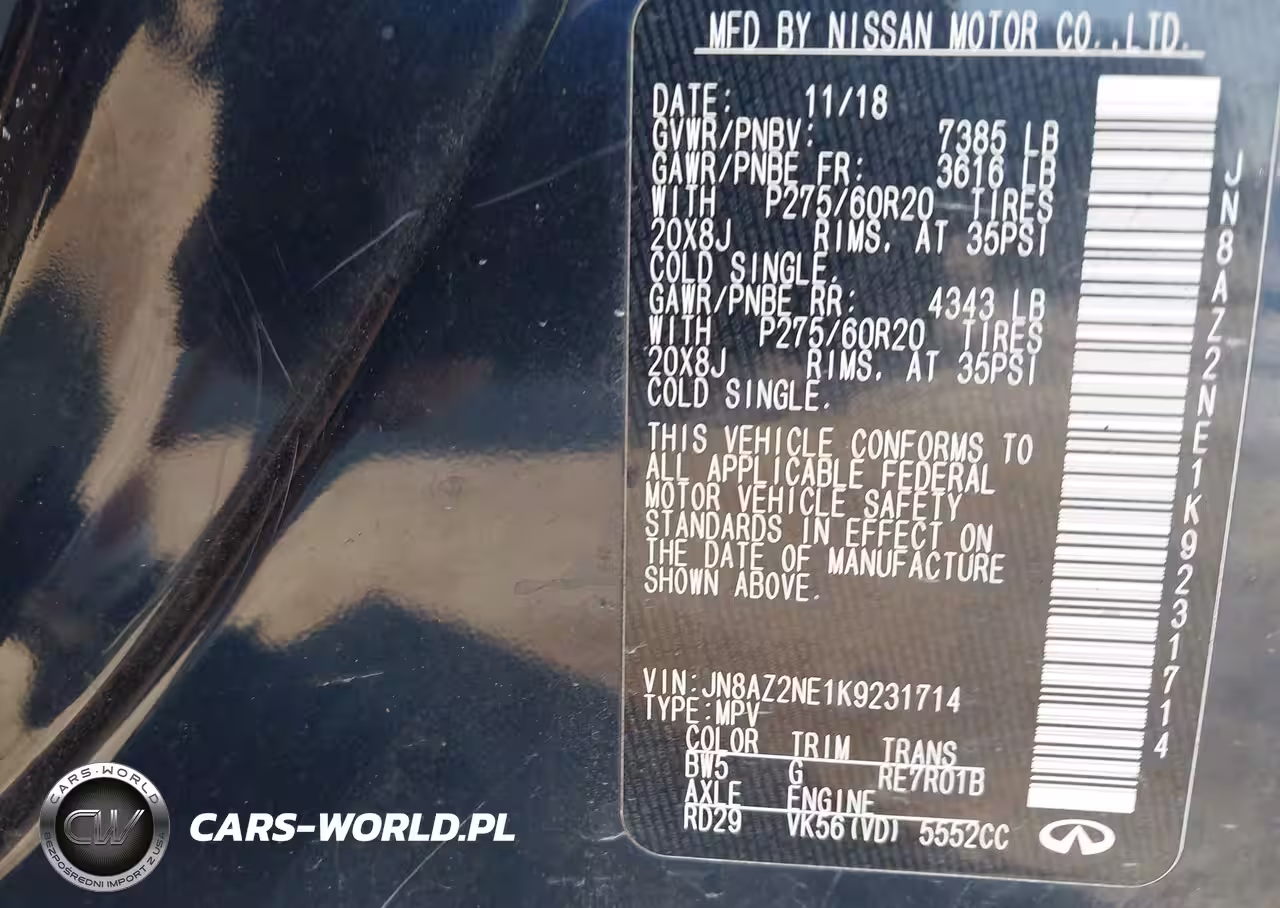 MFD BY NISSAN MOTOR CO.,LTD.
DATE: 11/18
GVWR/PNBV: 7385 LB
GAWR/PNBE FR: 3616 LB
WITH P275/60R20 TIRES
20X8J RIMS. AT 35PSI
COLD SINGLE.
GAWR/PNBE RR: 4343 LB
WITH P275/60R20 TIRES
20X8J RIMS. AT 35PSI
COLD SINGLE.
THIS VEHICLE CONFORMS TO
ALL APPLICABLE FEDERAL
MOTOR VEHICLE SAFETY
STANDARDS IN EFFECT ON
THE DATE OF MANUFACTURE
SHOWN ABOVE.
VIN:JN8AZ2NE1K9231714
TYPE:MPV
COLOR TRIM TRANS
BW5 G RE7R01B
AXLE ENGINE
RD29 VK56(VD) 5552CC
JN8AZ2NE1K9231714
CARS-WORLD
CW
BEZPOŚREDNI IMPORT Z USA
CARS-WORLD.PL